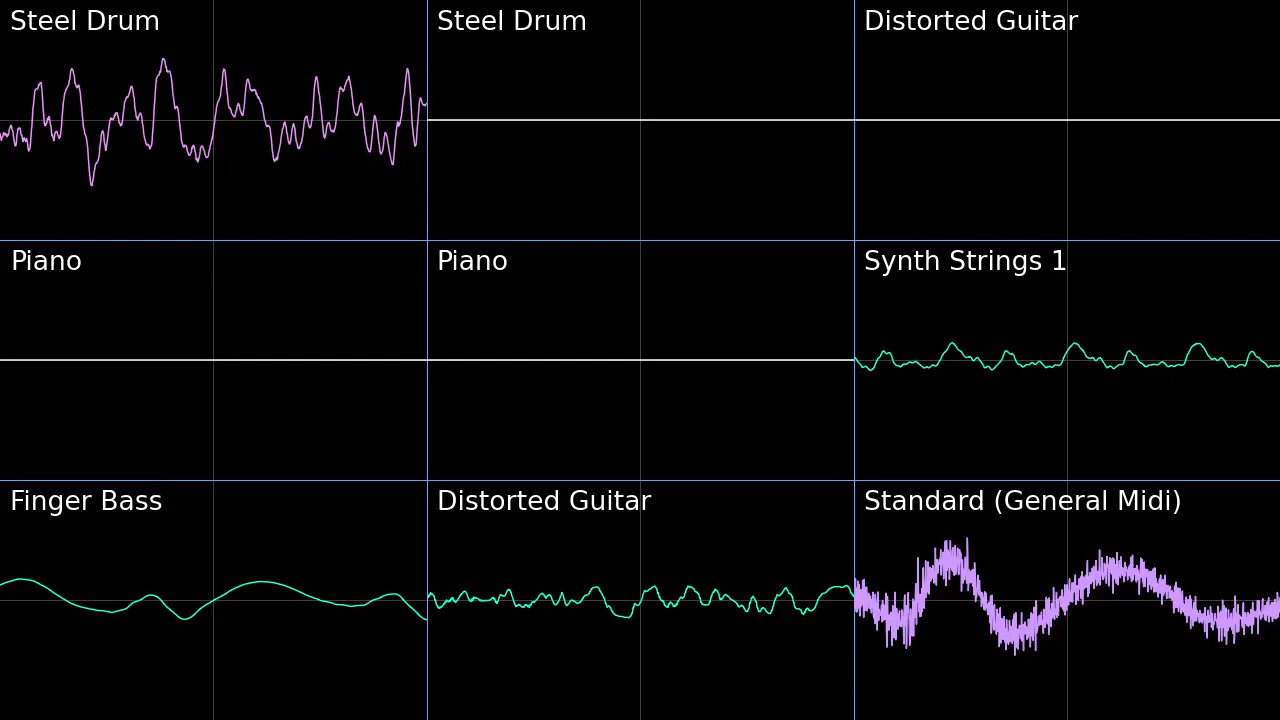 Steel Drum
Steel Drum
Distorted Guitar
Piano
Piano
Synth Strings 1
Finger Bass
Distorted Guitar
Standard (General Midi)